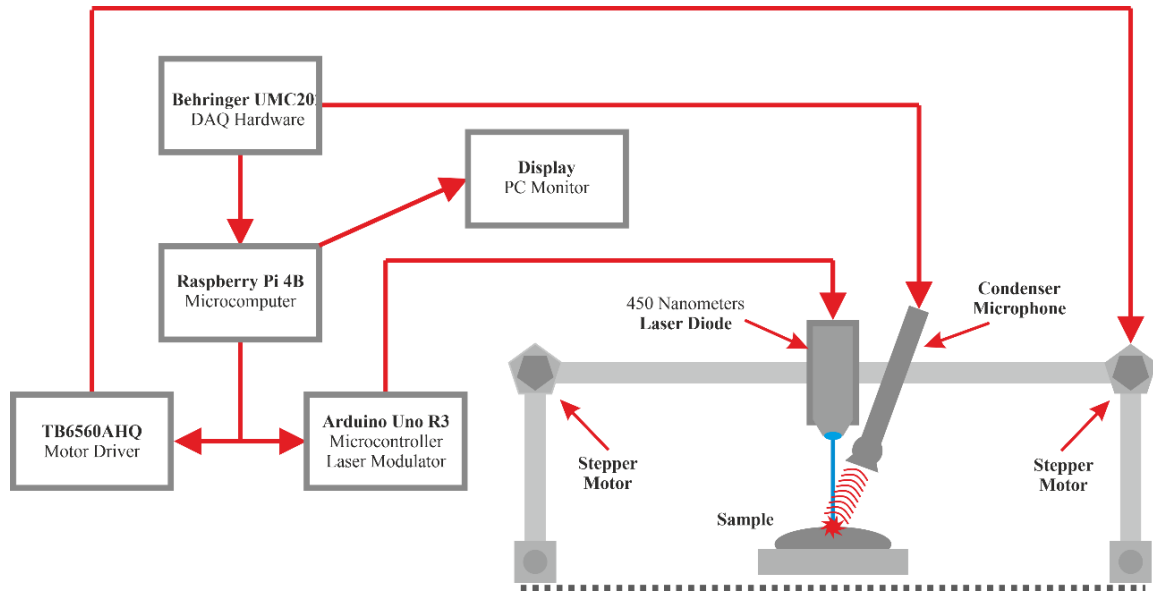 Behringer UMC20
DAQ Hardware
Display
PC Monitor
Raspberry Pi 4B
Microcomputer
450 Nanometers
Laser Diode
Condenser
Microphone
TB6560AHQ
Motor Driver
Arduino Uno R3
Microcontroller
Laser Modulator
Stepper
Motor
Stepper
Motor
Sample